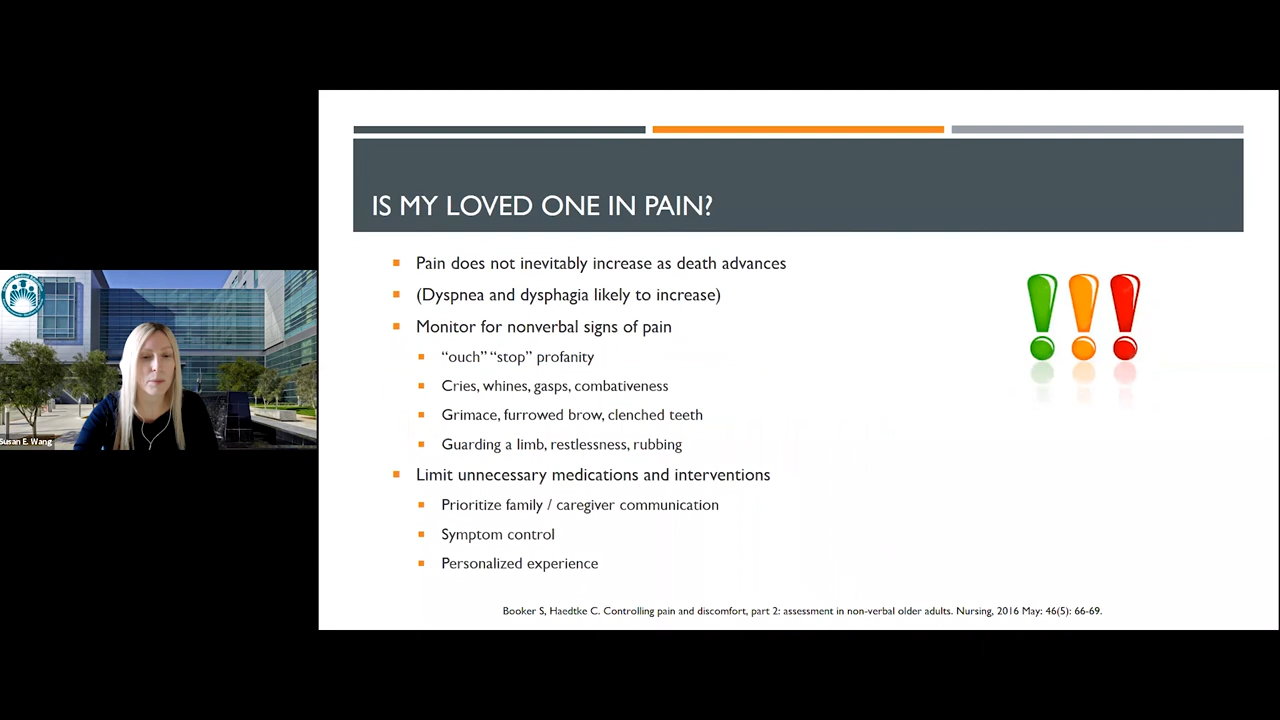 IS MY LOVED ONE IN PAIN?
Pain does not inevitably increase as death advances
(Dyspnea and dysphagia likely to increase)
Monitor for nonverbal signs of pain
“ouch” “stop” profanity
Cries, whines, gasps, combativeness
Grimace, furrowed brow, clenched teeth
Guarding a limb, restlessness, rubbing
Limit unnecessary medications and interventions
Prioritize family / caregiver communication
Symptom control
Personalized experience
Booker S, Haedtke C. Controlling pain and discomfort, part 2: assessment in non-verbal older adults. Nursing, 2016 May: 46(5): 66-69.
Susan E. Wang